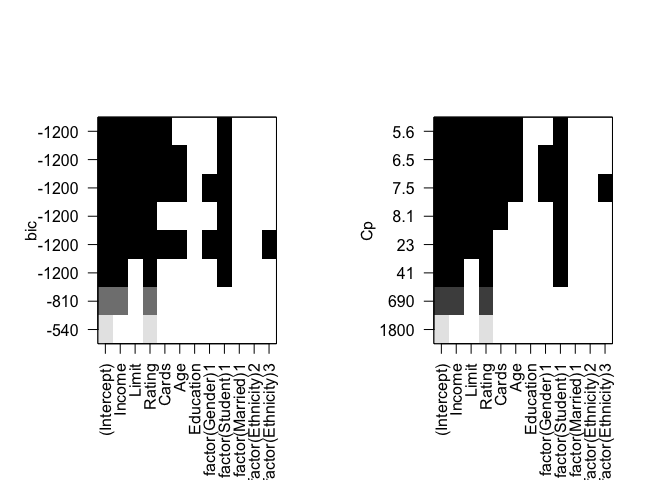 bic
-1200
-1200
-1200
-1200
-1200
-1200
-810
-540
(Intercept)
Income
Limit
Rating
Cards
Age
Education
factor(Gender)1
factor(Student)1
factor(Married)1
factor(Ethnicity)2
factor(Ethnicity)3
Cp
5.6
6.5
7.5
8.1
23
41
690
1800
(Intercept)
Income
Limit
Rating
Cards
Age
Education
factor(Gender)1
factor(Student)1
factor(Married)1
factor(Ethnicity)2
factor(Ethnicity)3